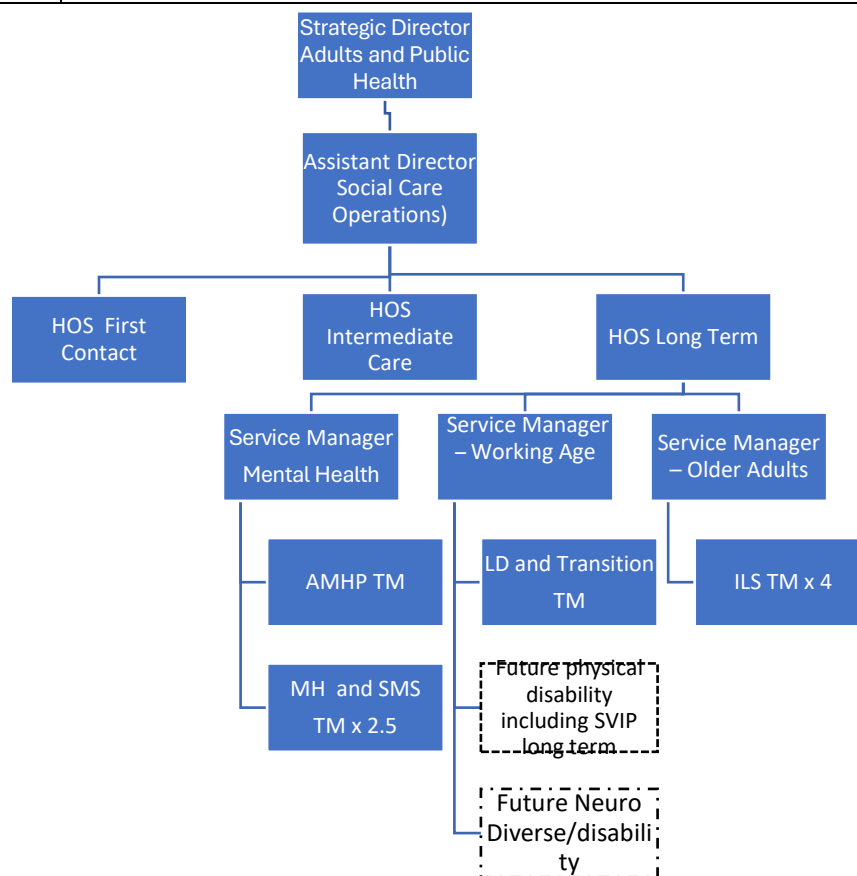 Strategic Director
Adults and Public
Health
Assistant Director
Social Care
Operations)
HOS First
Contact
HOS
Intermediate
Care
HOS Long Term
Service Manager
Mental Health
Service Manager
– Working Age
Service Manager
– Older Adults
AMHP TM
LD and Transition
TM
ILS TM x 4
MH and SMS
TM x 2.5
Future physical
disability
including SVIP
long term
Future Neuro
Diverse/disabili
ty